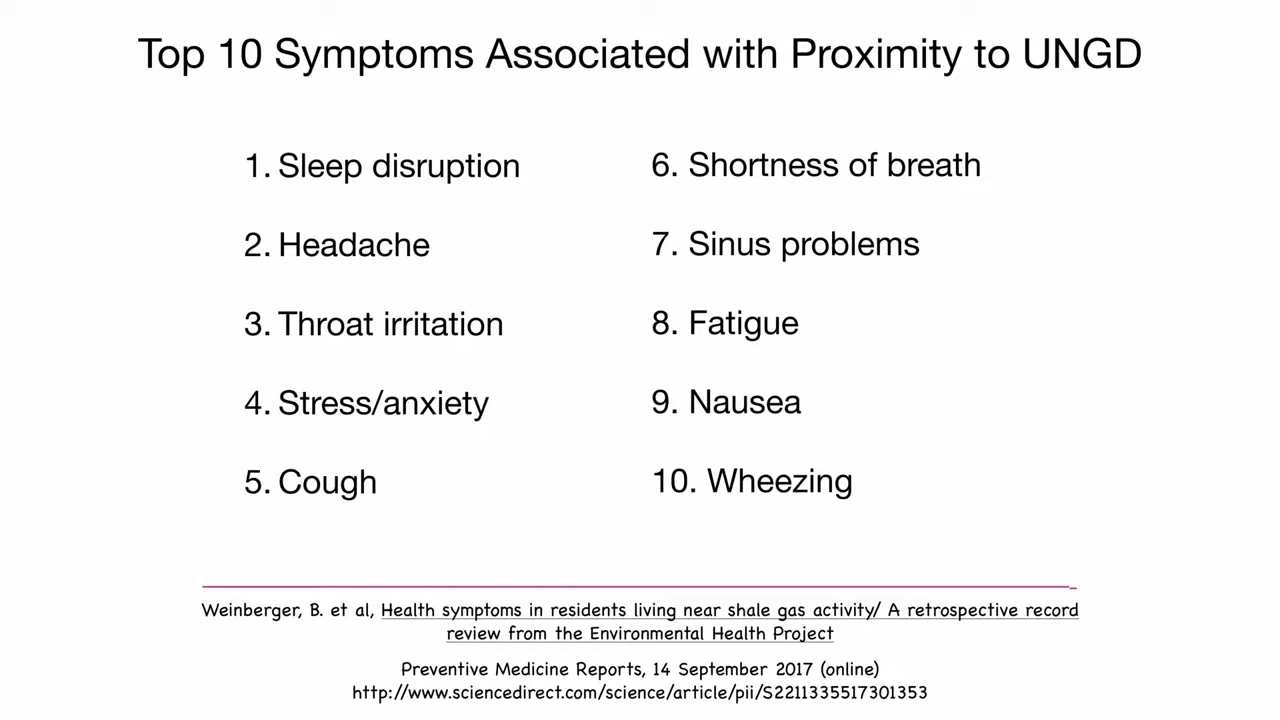 Top 10 Symptoms Associated with Proximity to UNGD
1. Sleep disruption
2. Headache
3. Throat irritation
4. Stress/anxiety
5. Cough
6. Shortness of breath
7. Sinus problems
8. Fatigue
9. Nausea
10. Wheezing
Weinberger, B. et al, Health symptoms in residents living near shale gas activity/ A retrospective record
review from the Environmental Health Project
Preventive Medicine Reports, 14 September 2017 (online)
http://www.sciencedirect.com/science/article/pii/S2211335517301353